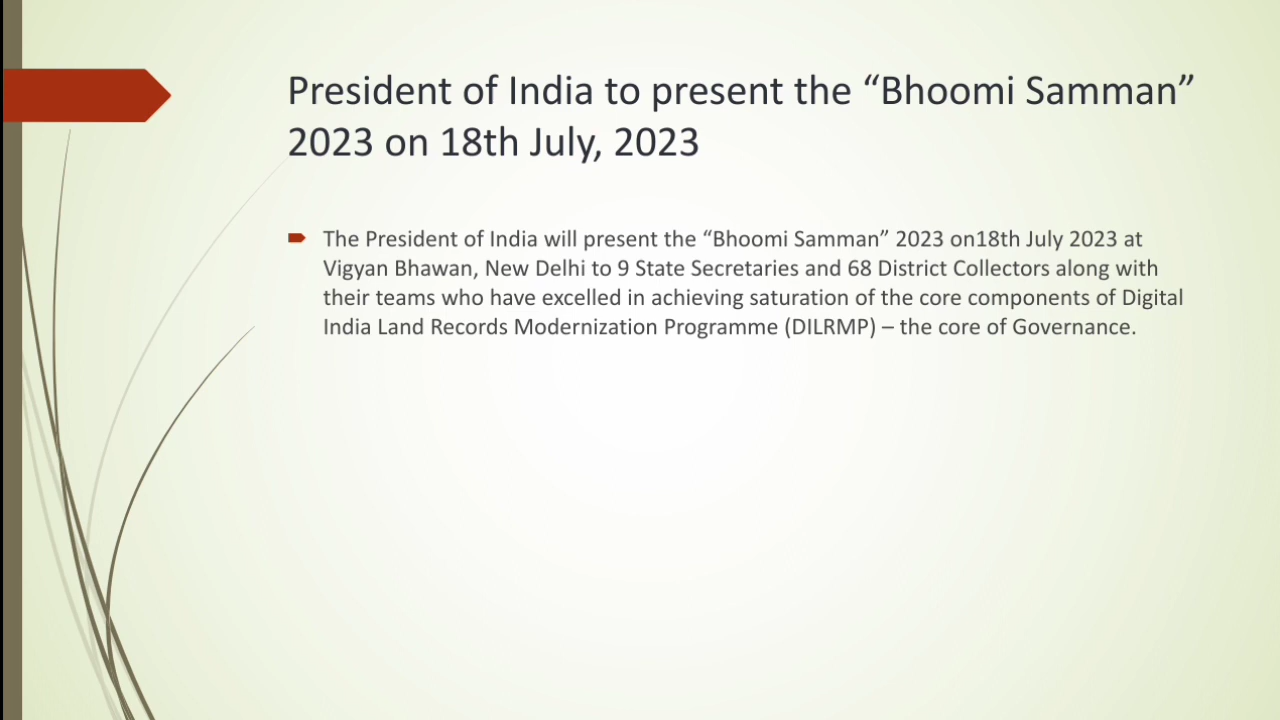 President of India to present the “Bhoomi Samman”
2023 on 18th July, 2023
The President of India will present the “Bhoomi Samman” 2023 on18th July 2023 at
Vigyan Bhawan, New Delhi to 9 State Secretaries and 68 District Collectors along with
their teams who have excelled in achieving saturation of the core components of Digital
India Land Records Modernization Programme (DILRMP) – the core of Governance.